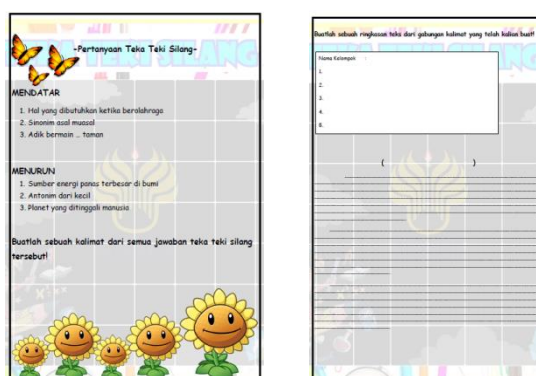 -Pertanyaan Teka Teki Silang-
MENDATAR
1. Hal yang dibutuhkan ketika berolahraga
2. Sinonim asal muasal
3. Adik bermain ... taman
MENURUN
1. Sumber energi panas terbesar di bumi
2. Antonim dari kecil
3. Planet yang ditinggali manusia
Buatlah sebuah kalimat dari semua jawaban teka teki silang
tersebut!
Buatlah sebuah ringkasan teks dari gabungan kalimat yang telah kalian buat!
Nama Kelompok :
1.
2.
3.
4.
5.
( )